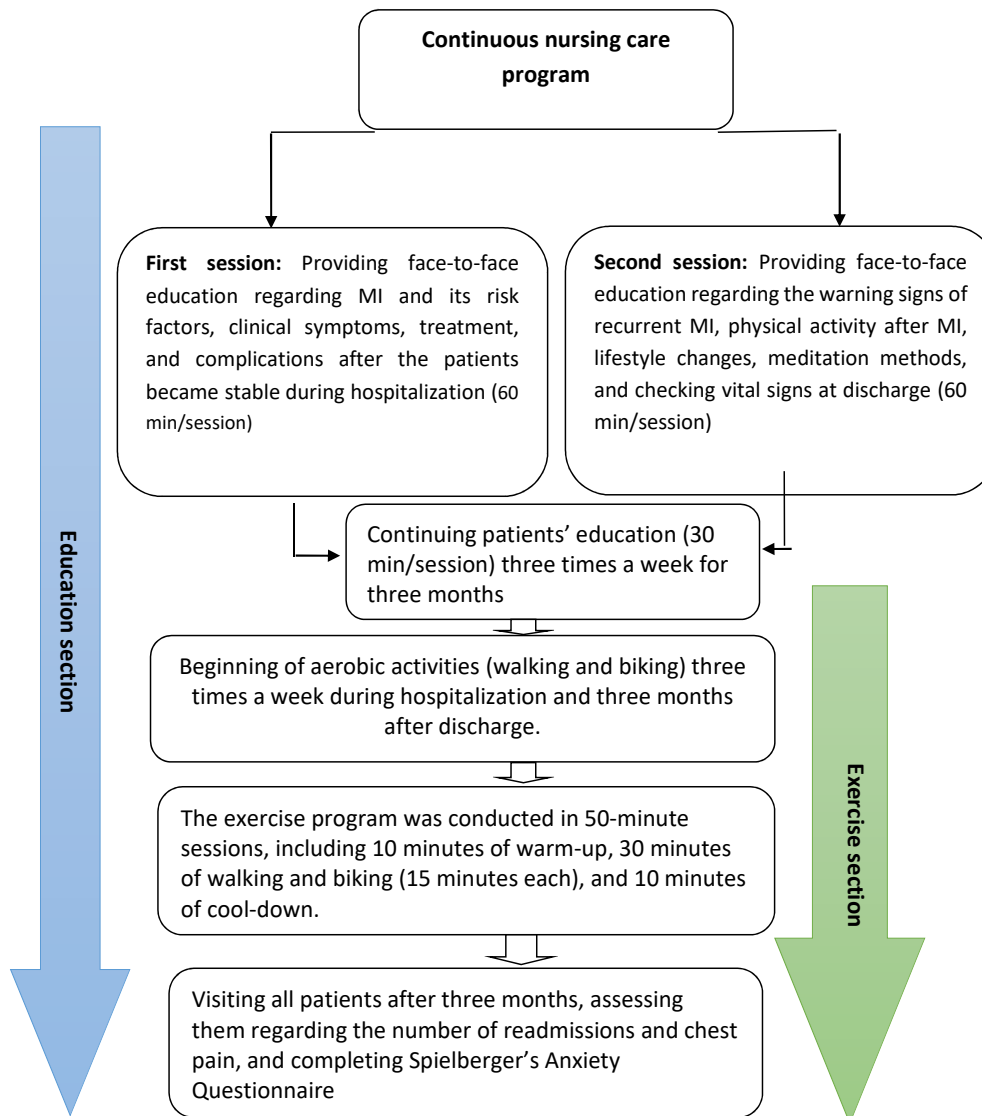 Continuous nursing care
program
First session: Providing face-to-face
education regarding MI and its risk
factors, clinical symptoms, treatment,
and complications after the patients
became stable during hospitalization (60
min/session)
Second session: Providing face-to-face
education regarding the warning signs of
recurrent MI, physical activity after MI,
lifestyle changes, meditation methods,
and checking vital signs at discharge (60
min/session)
Continuing patients’ education (30
min/session) three times a week for
three months
Beginning of aerobic activities (walking and biking) three
times a week during hospitalization and three months
after discharge.
The exercise program was conducted in 50-minute
sessions, including 10 minutes of warm-up, 30 minutes
of walking and biking (15 minutes each), and 10 minutes
of cool-down.
Visiting all patients after three months, assessing
them regarding the number of readmissions and chest
pain, and completing Spielberger’s Anxiety
Questionnaire
Education section
Exercise section